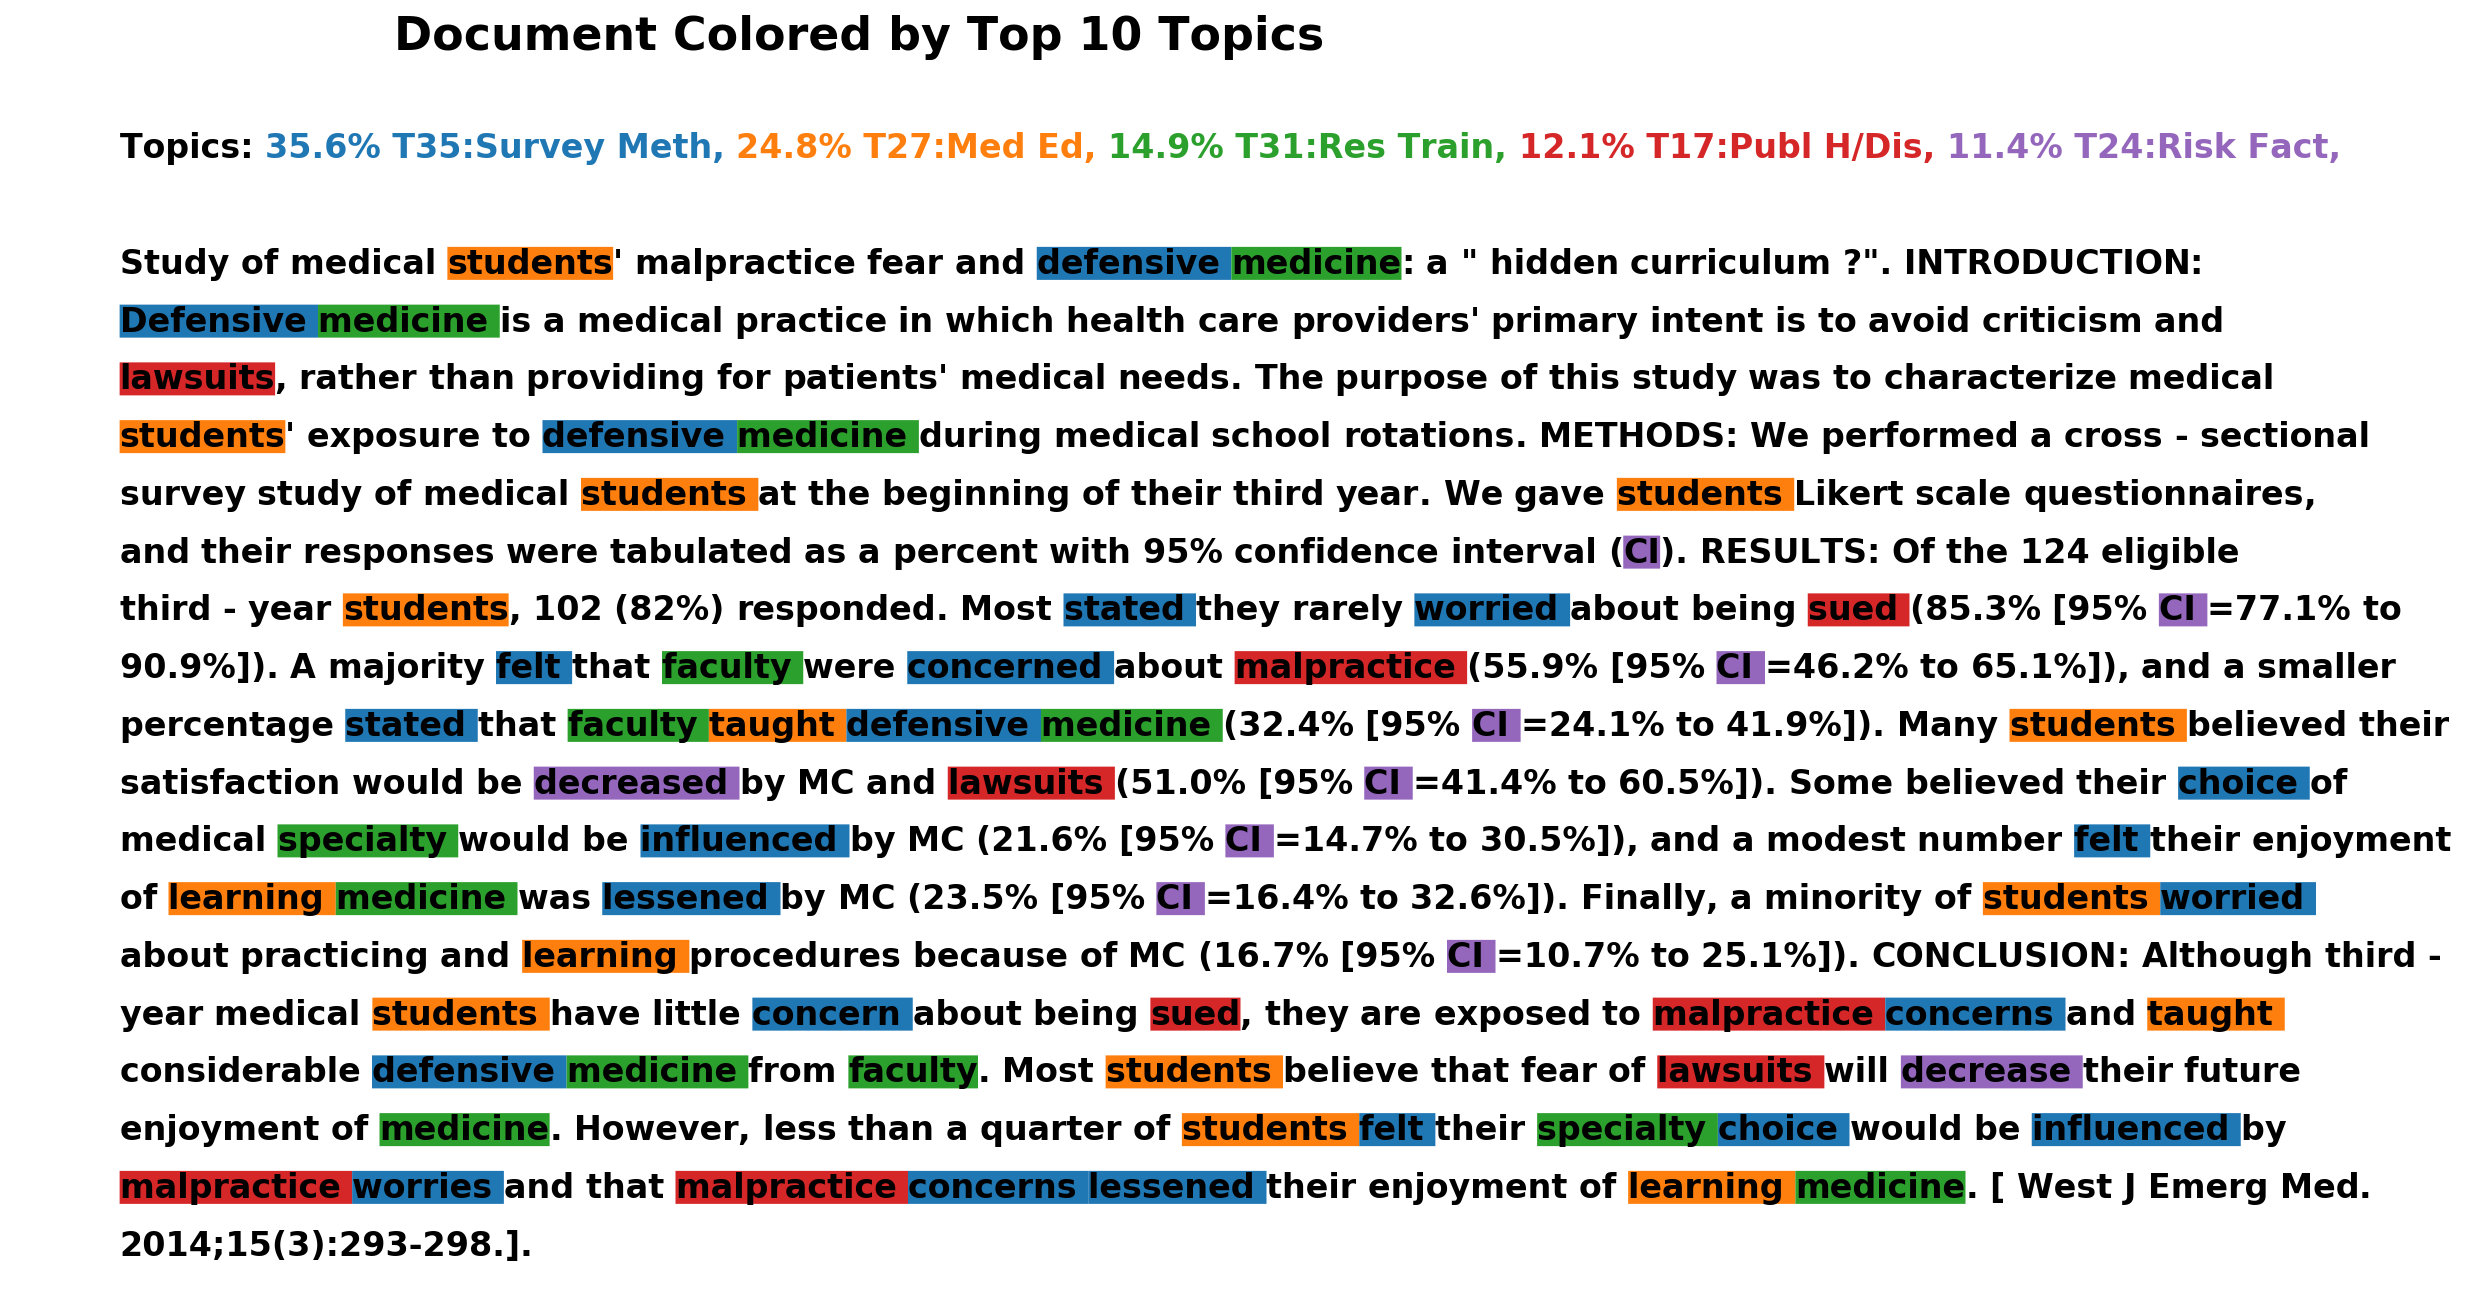 Document Colored by Top 10 Topics
Topics: 35.6% T35:Survey Meth, 24.8% T27:Med Ed, 14.9% T31:Res Train, 12.1% T17:Publ H/Dis, 11.4% T24:Risk Fact,
Study of medical students' malpractice fear and defensive medicine: a " hidden curriculum ?". INTRODUCTION:
Defensive medicine is a medical practice in which health care providers' primary intent is to avoid criticism and
lawsuits, rather than providing for patients' medical needs. The purpose of this study was to characterize medical
students' exposure to defensive medicine during medical school rotations. METHODS: We performed a cross - sectional
survey study of medical students at the beginning of their third year. We gave students Likert scale questionnaires,
and their responses were tabulated as a percent with 95% confidence interval (CI). RESULTS: Of the 124 eligible
third - year students, 102 (82%) responded. Most stated they rarely worried about being sued (85.3% [95% CI =77.1% to
90.9%]). A majority felt that faculty were concerned about malpractice (55.9% [95% CI =46.2% to 65.1%]), and a smaller
percentage stated that faculty taught defensive medicine (32.4% [95% CI =24.1% to 41.9%]). Many students believed their
satisfaction would be decreased by MC and lawsuits (51.0% [95% CI =41.4% to 60.5%]). Some believed their choice of
medical specialty would be influenced by MC (21.6% [95% CI =14.7% to 30.5%]), and a modest number felt their enjoyment
of learning medicine was lessened by MC (23.5% [95% CI =16.4% to 32.6%]). Finally, a minority of students worried
about practicing and learning procedures because of MC (16.7% [95% CI =10.7% to 25.1%]). CONCLUSION: Although third -
year medical students have little concern about being sued, they are exposed to malpractice concerns and taught
considerable defensive medicine from faculty. Most students believe that fear of lawsuits will decrease their future
enjoyment of medicine. However, less than a quarter of students felt their specialty choice would be influenced by
malpractice worries and that malpractice concerns lessened their enjoyment of learning medicine. [ West J Emerg Med.
2014;15(3):293-298.].